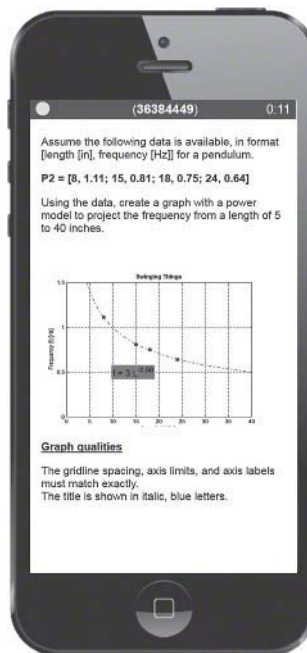 (36384449) 0:11
Assume the following data is available, in format
[length [in], frequency [Hz]] for a pendulum.
P2 = [8, 1.11; 15, 0.81; 18, 0.75; 24, 0.64]
Using the data, create a graph with a power
model to project the frequency from a length of 5
to 40 inches.
Swinging Things
1.5
1
0.5
0
Frequency (f) [Hz]
f = 3 L
0 5 10 15 20 25 30 35 40
Graph qualities
The gridline spacing, axis limits, and axis labels
must match exactly.
The title is shown in italic, blue letters.